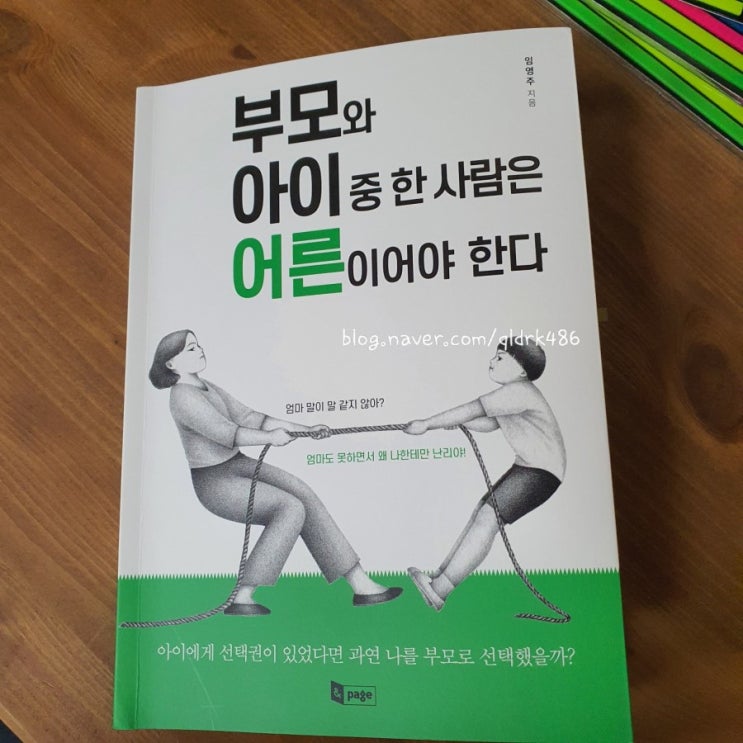 임영주 지음
부모와
아이 중 한 사람은
어른이어야 한다
blog.naver.com/qldrk486
엄마 말이 말 같지 않아?
엄마도 못하면서 왜 나한테만 난리야!
아이에게 선택권이 있었다면 과연 나를 부모로 선택했을까?
& page